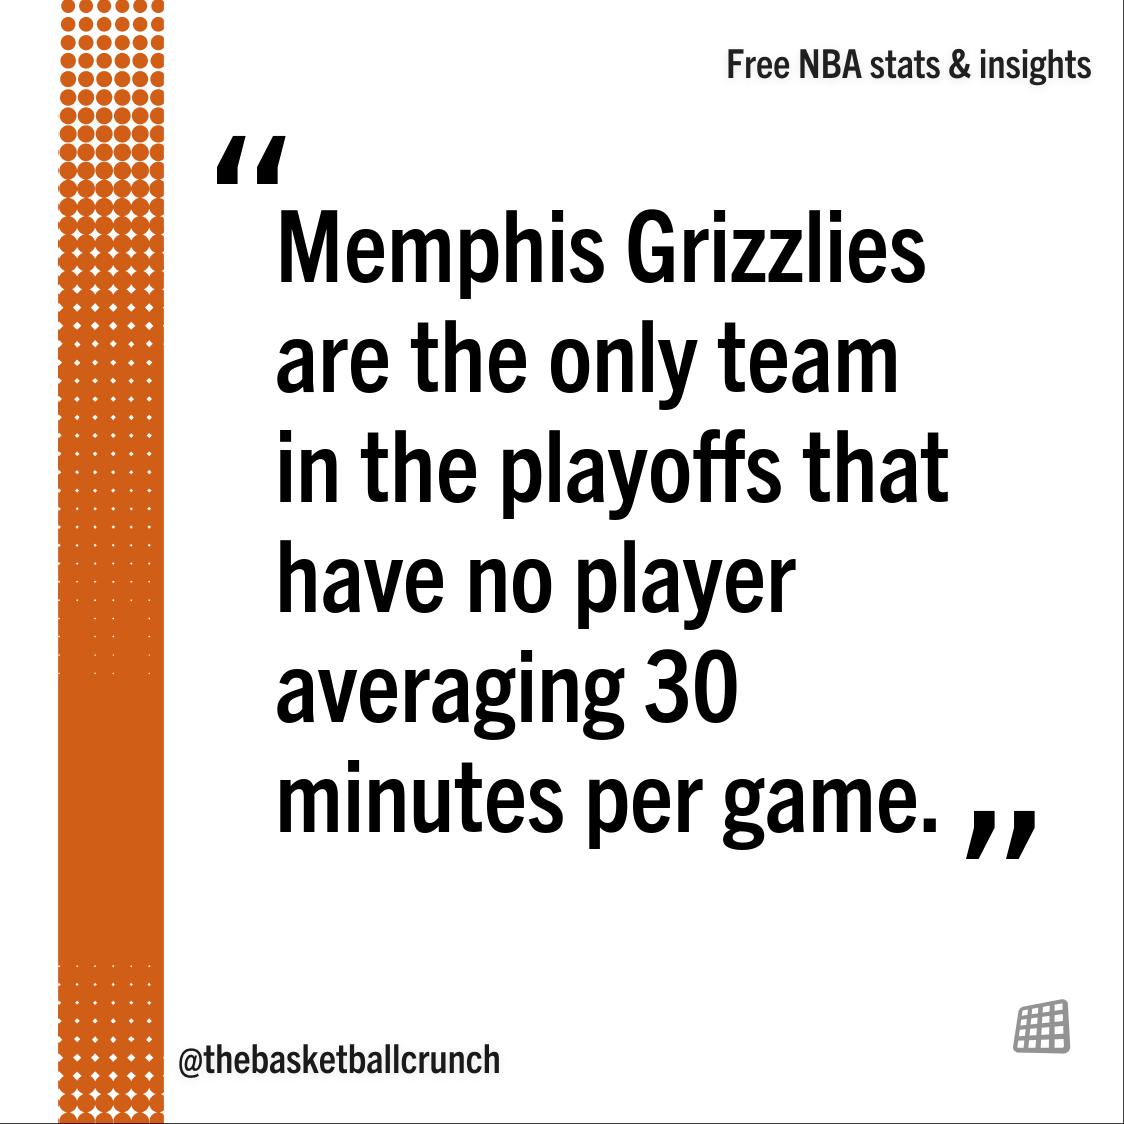 Free NBA stats & insights
“
Memphis Grizzlies
are the only team
in the playoffs that
have no player
averaging 30
minutes per game. ”
@thebasketballcrunch